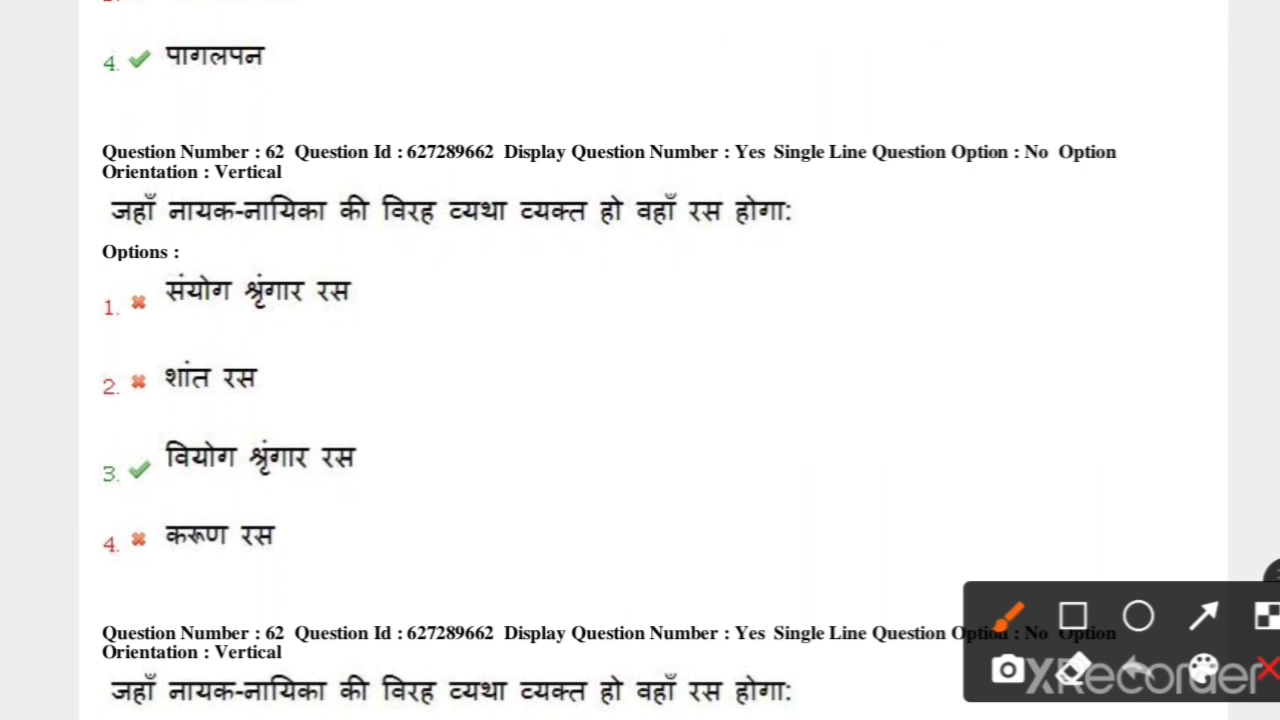 4. पागलपन
Question Number : 62 Question Id : 627289662 Display Question Number : Yes Single Line Question Option : No Option
Orientation : Vertical
जहाँ नायक-नायिका की विरह व्यथा व्यक्त हो वहाँ रस होगा:
Options :
1. संयोग श्रृंगार रस
2. शांत रस
3. वियोग श्रृंगार रस
4. करूण रस
Question Number : 62 Question Id : 627289662 Display Question Number : Yes Single Line Question Option : No Option
Orientation : Vertical
जहाँ नायक-नायिका की विरह व्यथा व्यक्त हो वहाँ रस होगा:
XRecorder